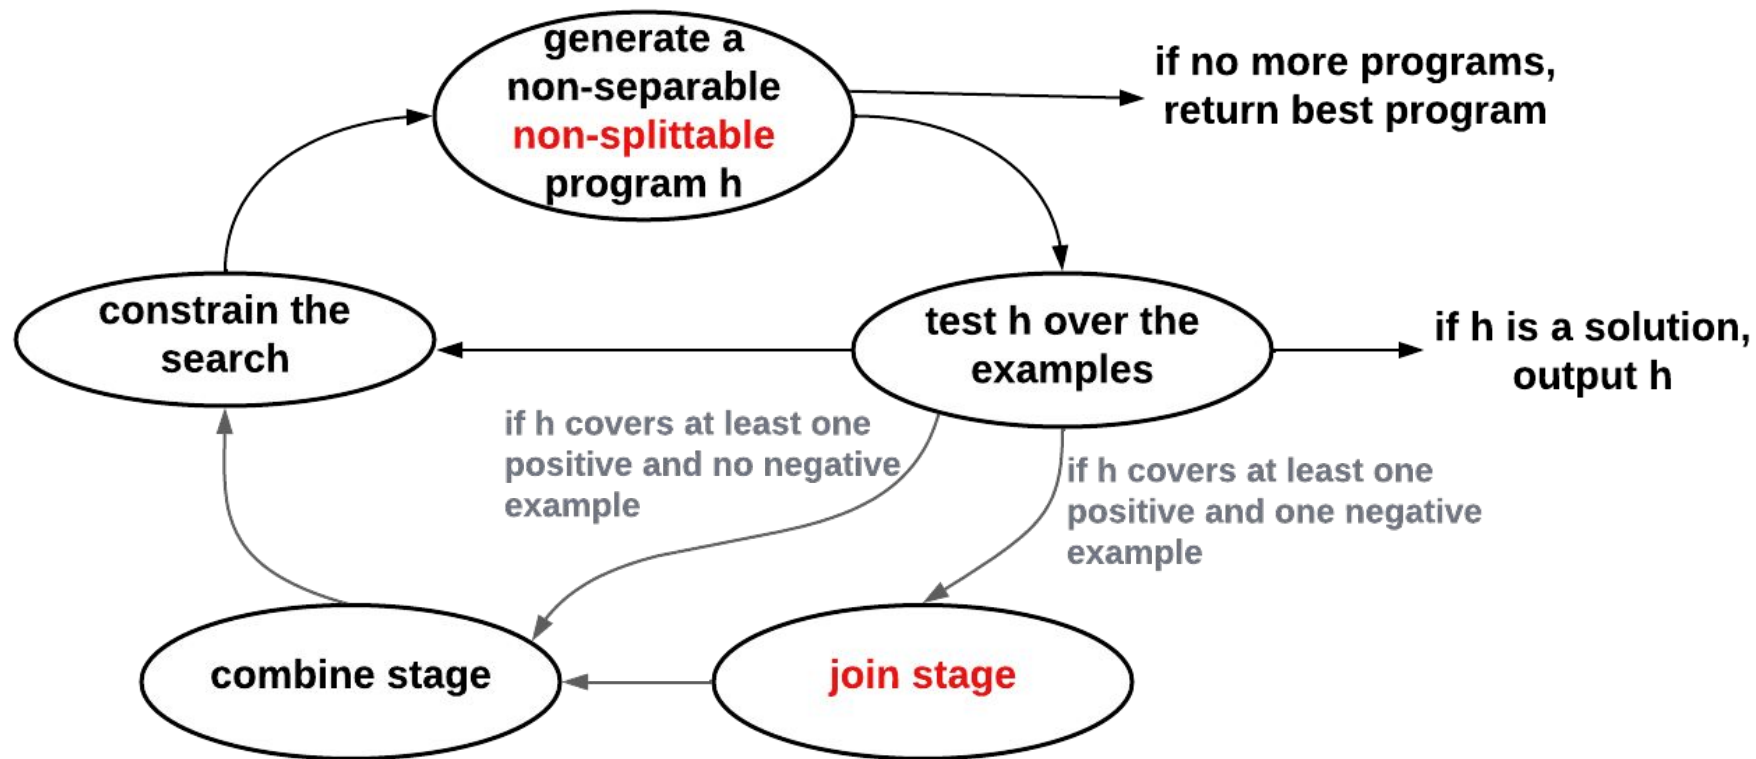 generate a
non-separable
non-splittable
program h
if no more programs,
return best program
constrain the
search
test h over the
examples
if h is a solution,
output h
if h covers at least one
positive and no negative
example
if h covers at least one
positive and one negative
example
combine stage
join stage